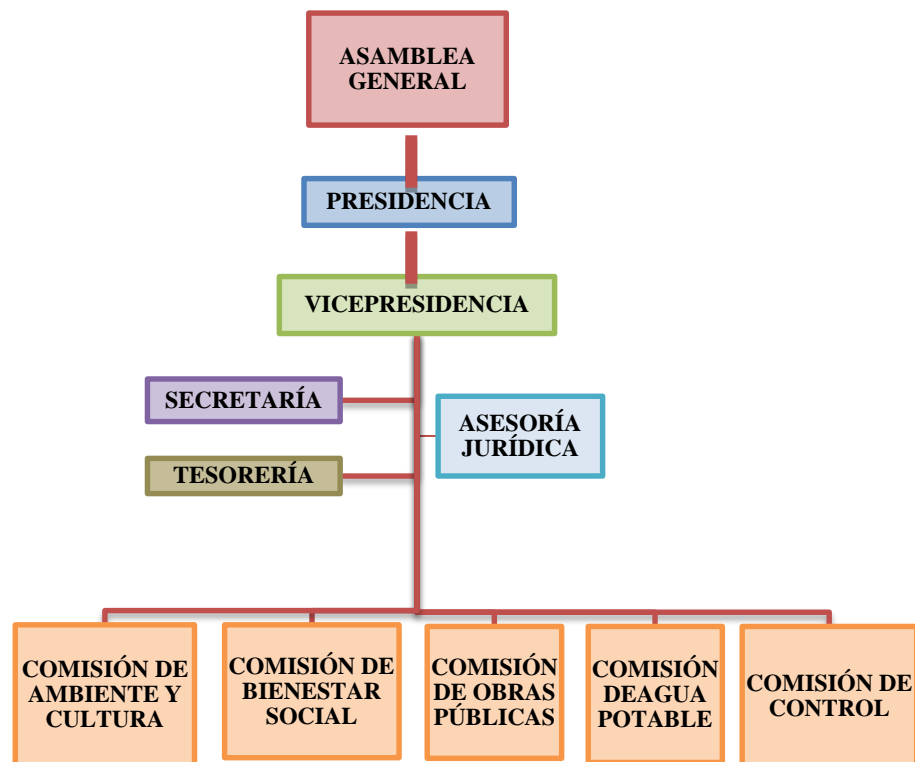 ASAMBLEA
GENERAL
PRESIDENCIA
VICEPRESIDENCIA
SECRETARÍA
ASESORÍA
JURÍDICA
TESORERÍA
COMISIÓN DE
AMBIENTE Y
CULTURA
COMISIÓN DE
BIENESTAR
SOCIAL
COMISIÓN
DE OBRAS
PÚBLICAS
COMISIÓN
DEAGUA
POTABLE
COMISIÓN DE
CONTROL